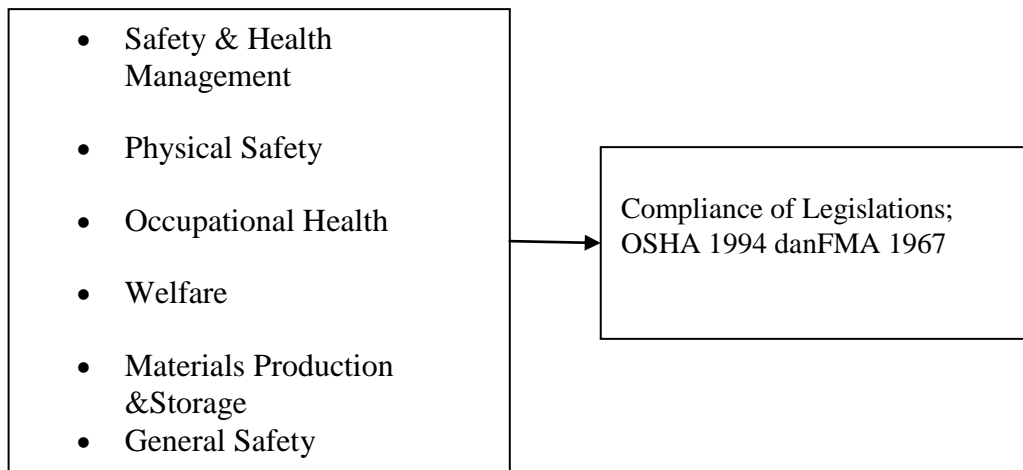 • Safety & Health
Management
• Physical Safety
• Occupational Health
• Welfare
• Materials Production
&Storage
• General Safety
Compliance of Legislations;
OSHA 1994 danFMA 1967